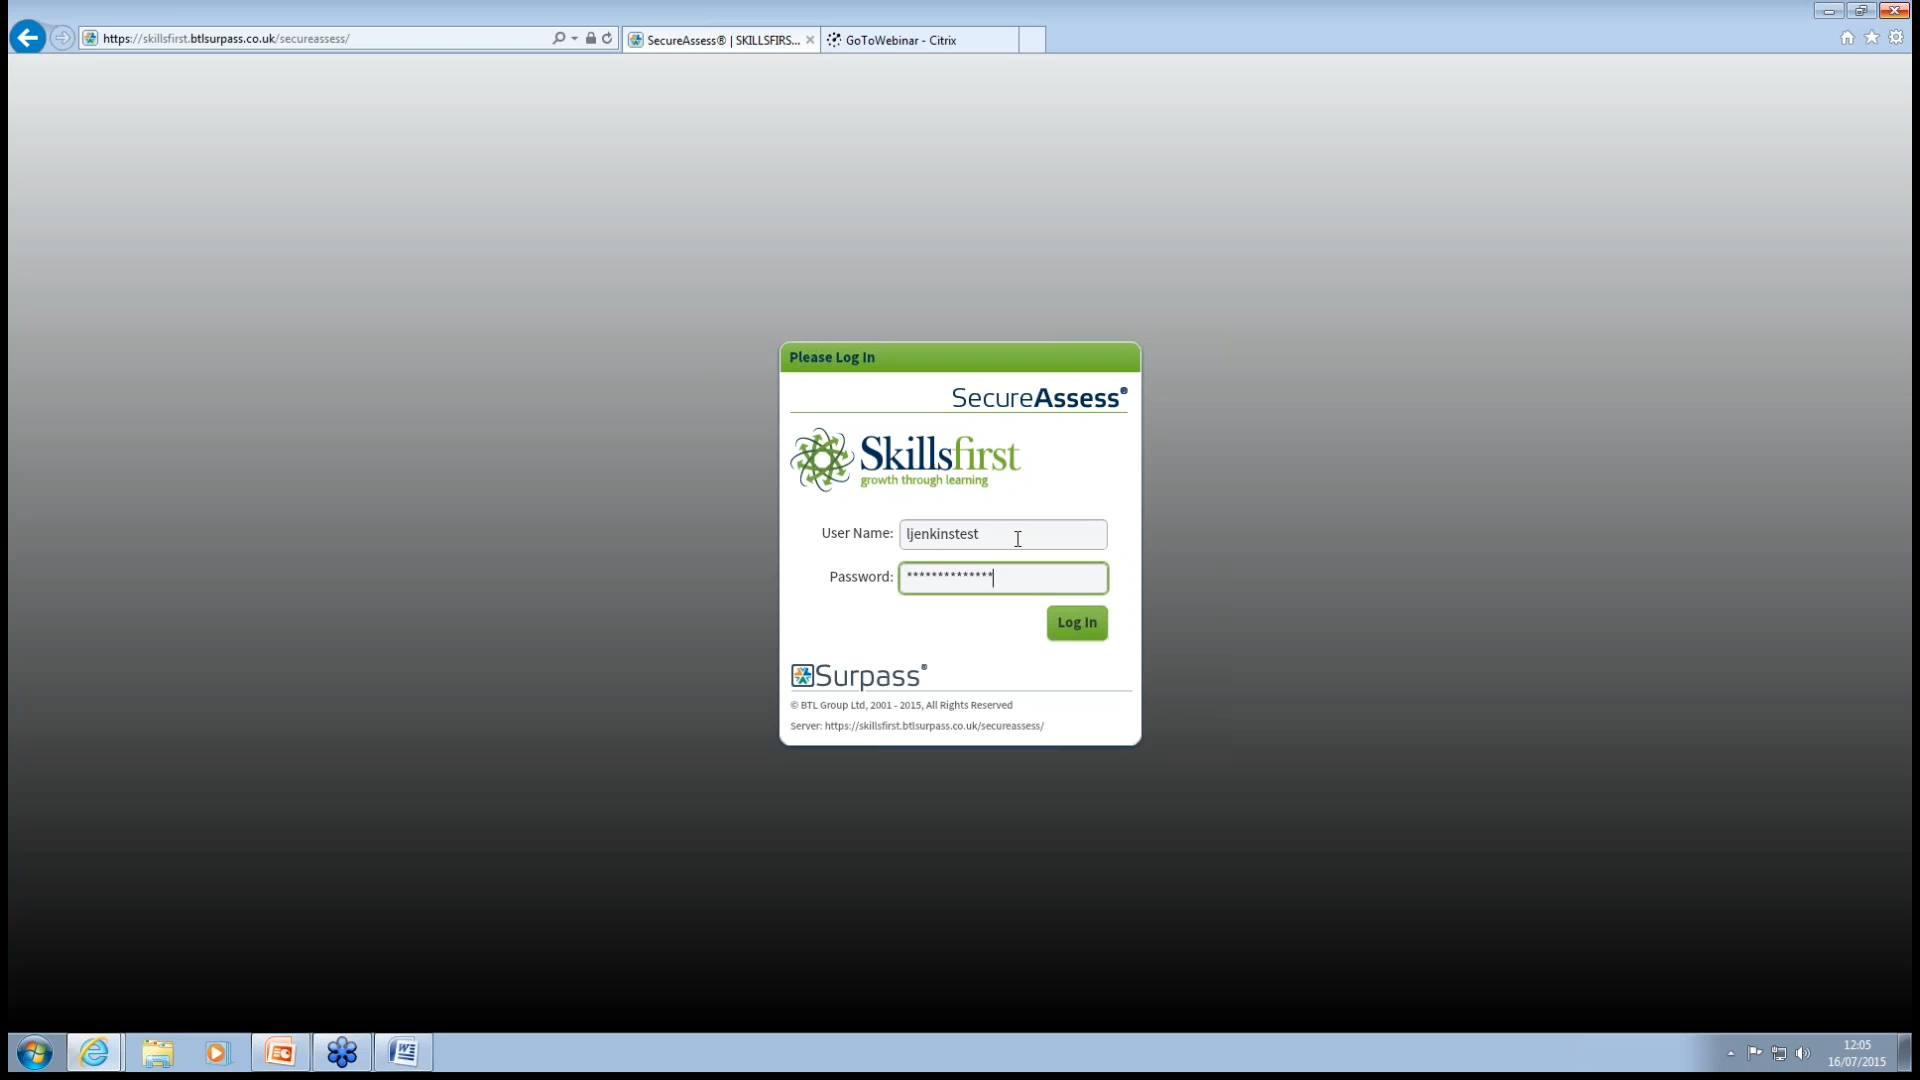 https://skillsfirst.btlsurpass.co.uk/secureassess/
SecureAssess® | SKILLSFIRS...
GoToWebinar - Citrix
Please Log In
SecureAssess®
Skillsfirst
growth through learning
User Name: ljenkinstest
Password: **************
Log In
Surpass®
© BTL Group Ltd, 2001 - 2015, All Rights Reserved
Server: https://skillsfirst.btlsurpass.co.uk/secureassess/
12:05
16/07/2015